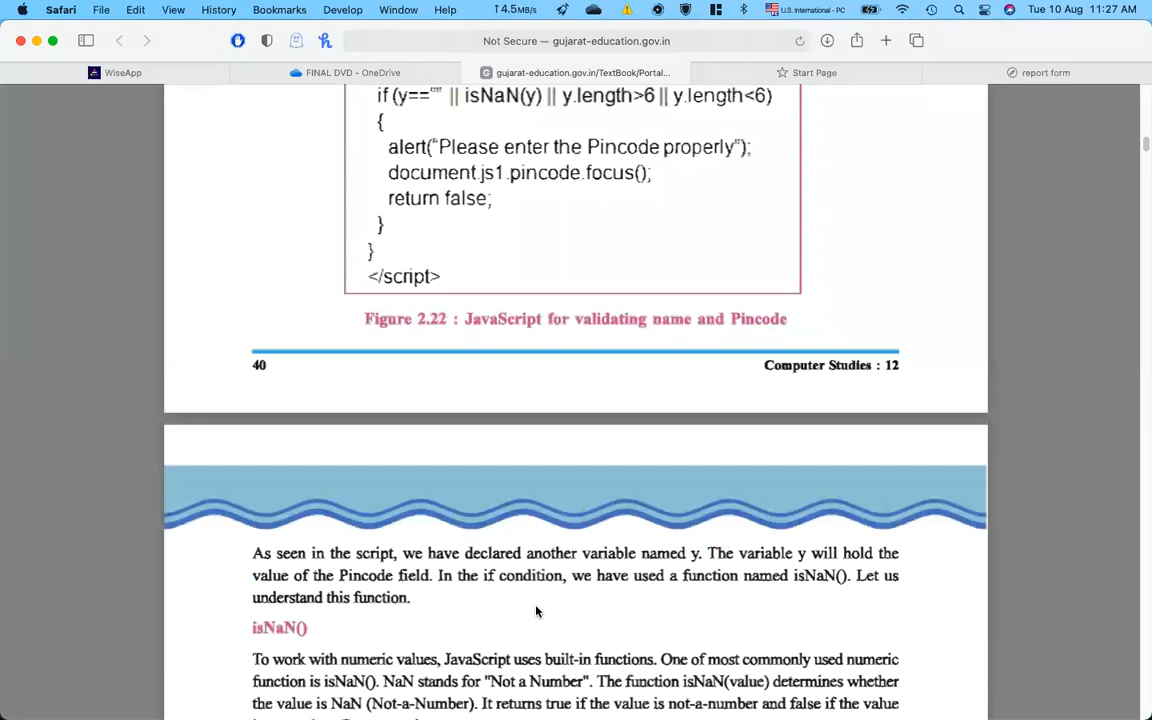 Safari File Edit View History Bookmarks Develop Window Help ↑4.5MB/s U.S. International - PC Tue 10 Aug 11:27 AM
Not Secure — gujarat-education.gov.in
WiseApp FINAL DVD - OneDrive gujarat-education.gov.in/TextBook/Portal... Start Page report form
if (y=="" || isNaN(y) || y.length>6 || y.length<6)
{
alert("Please enter the Pincode properly");
document.js1.pincode.focus();
return false;
}
}
</script>
Figure 2.22 : JavaScript for validating name and Pincode
40 Computer Studies : 12
As seen in the script, we have declared another variable named y. The variable y will hold the
value of the Pincode field. In the if condition, we have used a function named isNaN(). Let us
understand this function.
isNaN()
To work with numeric values, JavaScript uses built-in functions. One of most commonly used numeric
function is isNaN(). NaN stands for "Not a Number". The function isNaN(value) determines whether
the value is NaN (Not-a-Number). It returns true if the value is not-a-number and false if the value